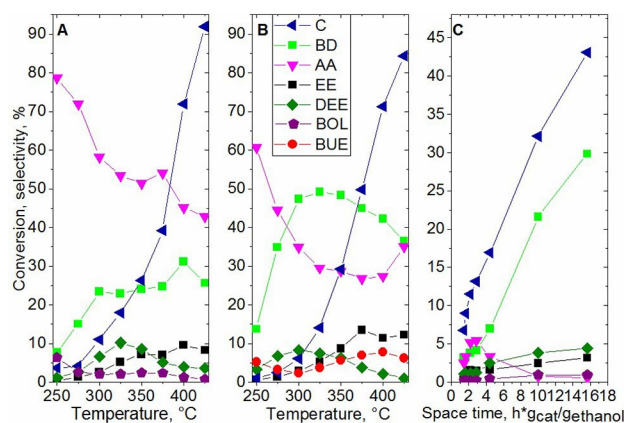 A
B
C
C
BD
AA
EE
DEE
BOL
BUE
Conversion, selectivity, %
90
80
70
60
50
40
30
20
10
0
250 300 350 400
Temperature, °C
90
80
70
60
50
40
30
20
10
0
250 300 350 400
Temperature, °C
45
40
35
30
25
20
15
10
5
0
0 2 4 6 8 10 12 14 16 18
Space time, h*gcat/gethanol